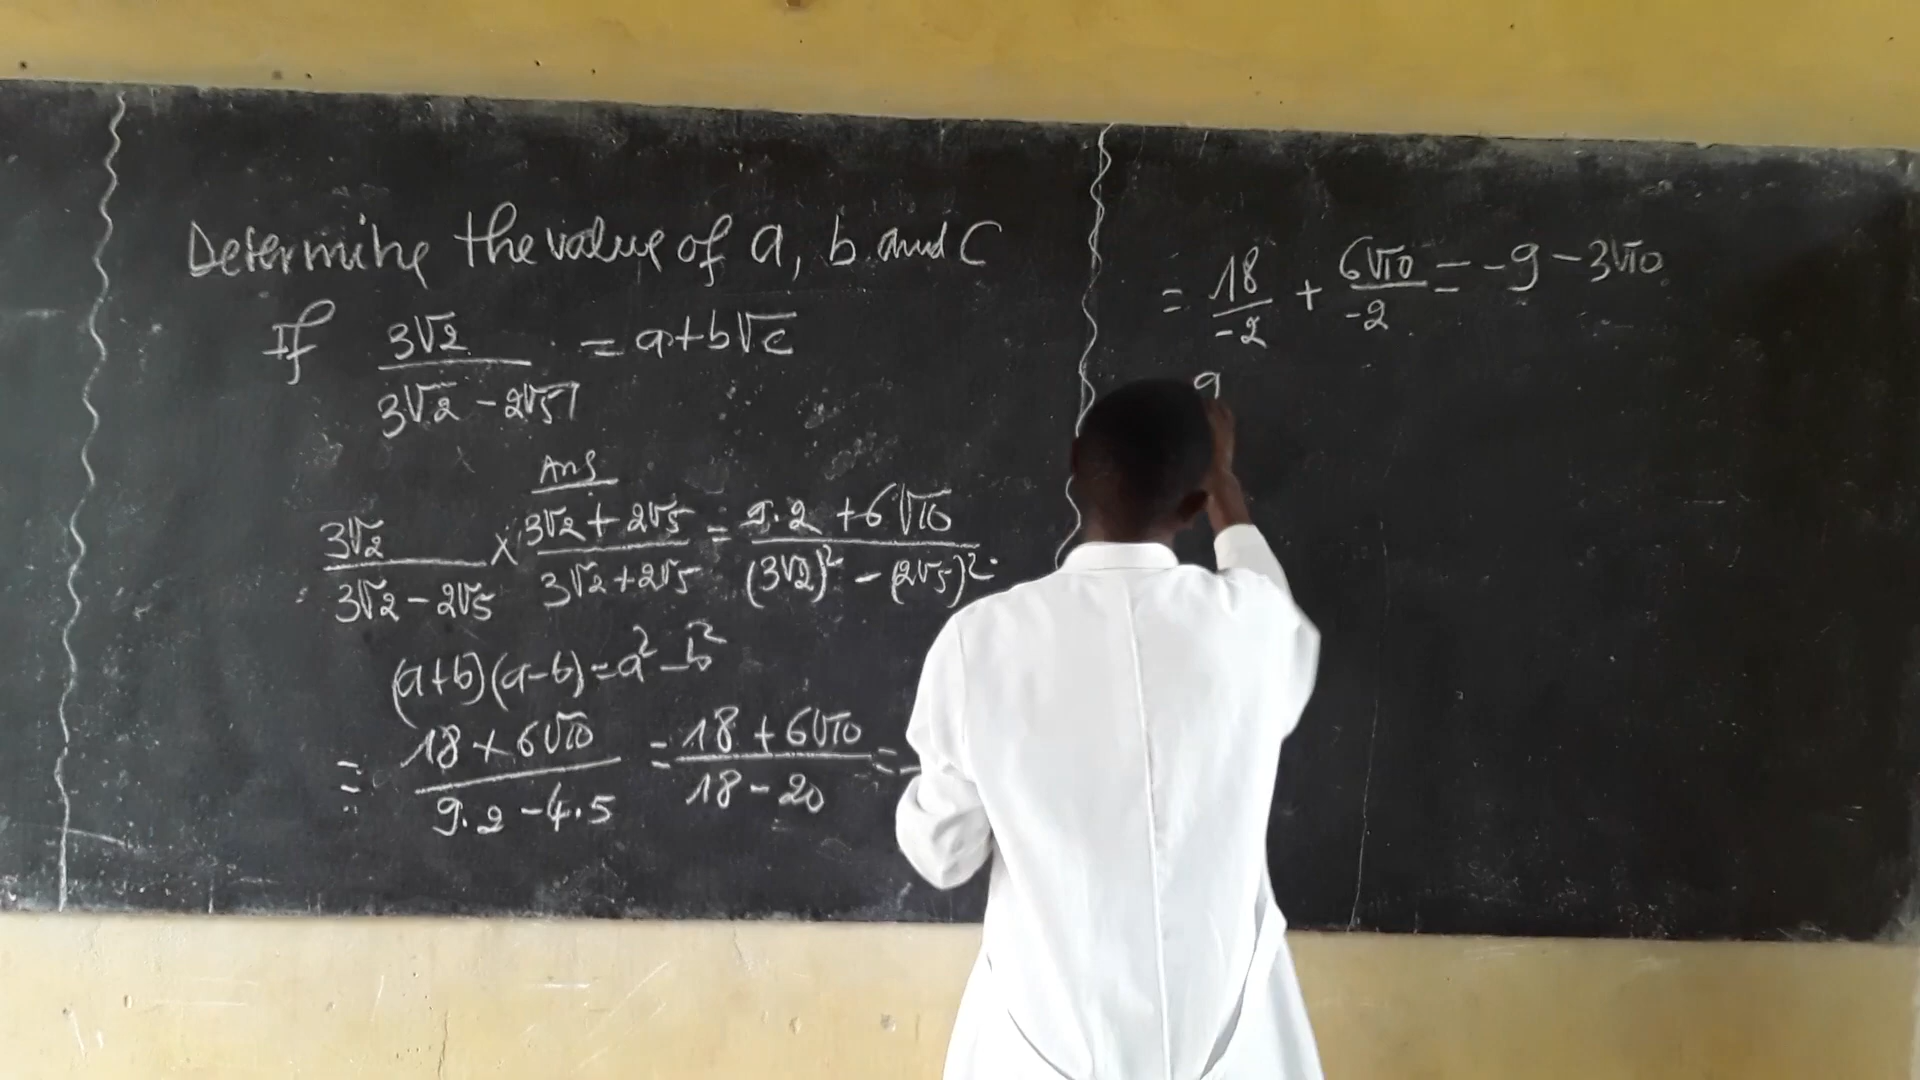 Determine the value of a, b and c
If 3√2 / 3√2 - 2√5 = a+b√c
Ans
3√2 / 3√2 - 2√5 × 3√2 + 2√5 / 3√2 + 2√5 = 9.2 + 6√10 / (3√2)² - (2√5)²
(a+b)(a-b) = a² - b²
= 18 + 6√10 / 9.2 - 4.5 = 18 + 6√10 / 18 - 20 =
= 18 / -2 + 6√10 / -2 = -9 - 3√10
a